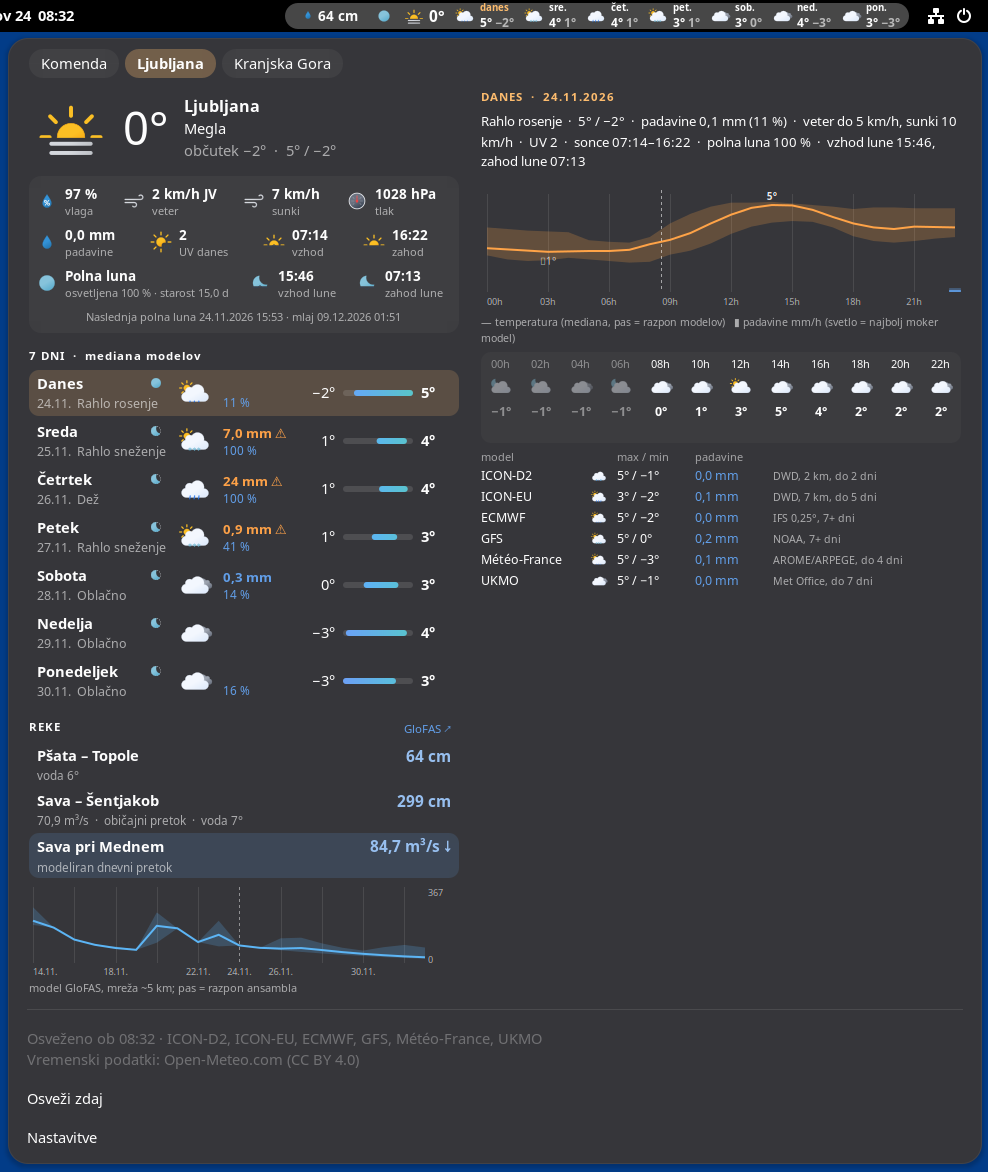 ov 24 08:32
64 cm
0°
danes
5° −2°
sre.
4° 1°
čet.
4° 1°
pet.
3° 1°
sob.
3° 0°
ned.
4° −3°
pon.
3° −3°
Komenda
Ljubljana
Kranjska Gora
0°
Ljubljana
Megla
občutek −2° · 5° / −2°
97 %
vlaga
2 km/h JV
veter
7 km/h
sunki
1028 hPa
tlak
0,0 mm
padavine
2
UV danes
07:14
vzhod
16:22
zahod
Polna luna
osvetljena 100 % · starost 15,0 d
15:46
vzhod lune
07:13
zahod lune
Naslednja polna luna 24.11.2026 15:53 · mlaj 09.12.2026 01:51
7 DNI · mediana modelov
Danes
24.11. Rahlo rosenje
11 %
−2°
5°
Sreda
25.11. Rahlo sneženje
7,0 mm ⚠
100 %
1°
4°
Četrtek
26.11. Dež
24 mm ⚠
100 %
1°
4°
Petek
27.11. Rahlo sneženje
0,9 mm ⚠
41 %
1°
3°
Sobota
28.11. Oblačno
0,3 mm
14 %
0°
3°
Nedelja
29.11. Oblačno
−3°
4°
Ponedeljek
30.11. Oblačno
16 %
−3°
3°
REKE
GloFAS ↗
Pšata – Topole
64 cm
voda 6°
Sava – Šentjakob
299 cm
70,9 m³/s · običajni pretok · voda 7°
Sava pri Mednem
84,7 m³/s ↓
modeliran dnevni pretok
367
0
14.11.
18.11.
22.11.
24.11.
26.11.
30.11.
model GloFAS, mreža ~5 km; pas = razpon ansambla
DANES · 24.11.2026
Rahlo rosenje · 5° / −2° · padavine 0,1 mm (11 %) · veter do 5 km/h, sunki 10
km/h · UV 2 · sonce 07:14–16:22 · polna luna 100 % · vzhod lune 15:46,
zahod lune 07:13
5°
▯1°
00h
03h
06h
09h
12h
15h
18h
21h
— temperatura (mediana, pas = razpon modelov) ▮ padavine mm/h (svetlo = najbolj moker
model)
00h 02h 04h 06h 08h 10h 12h 14h 16h 18h 20h 22h
−1° −1° −1° −1° 0° 1° 3° 5° 4° 2° 2° 2°
model max / min padavine
ICON-D2 5° / −1° 0,0 mm DWD, 2 km, do 2 dni
ICON-EU 3° / −2° 0,1 mm DWD, 7 km, do 5 dni
ECMWF 5° / −2° 0,0 mm IFS 0,25°, 7+ dni
GFS 5° / 0° 0,2 mm NOAA, 7+ dni
Météo-France 5° / −3° 0,1 mm AROME/ARPEGE, do 4 dni
UKMO 5° / −1° 0,0 mm Met Office, do 7 dni
Osveženo ob 08:32 · ICON-D2, ICON-EU, ECMWF, GFS, Météo-France, UKMO
Vremenski podatki: Open-Meteo.com (CC BY 4.0)
Osveži zdaj
Nastavitve